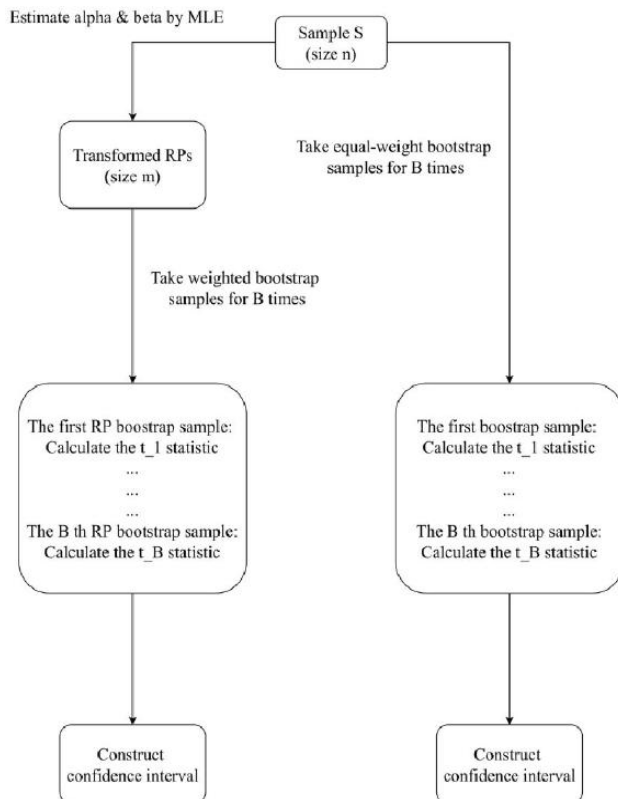 Estimate alpha & beta by MLE
Sample S
(size n)
Transformed RPs
(size m)
Take equal-weight bootstrap
samples for B times
Take weighted bootstrap
samples for B times
The first RP boostrap sample:
Calculate the t_1 statistic
...
...
...
The B th RP bootstrap sample:
Calculate the t_B statistic
The first boostrap sample:
Calculate the t_1 statistic
...
...
...
The B th bootstrap sample:
Calculate the t_B statistic
Construct
confidence interval
Construct
confidence interval